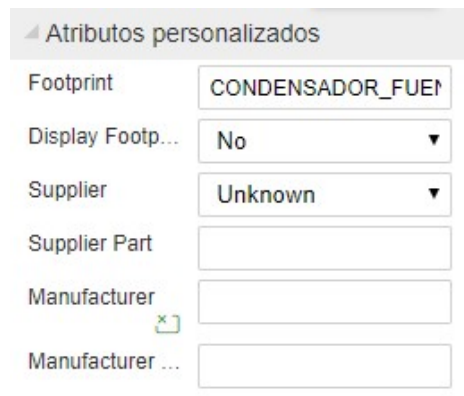 Atributos personalizados
Footprint CONDENSADOR_FUEN
Display Footp... No
Supplier Unknown
Supplier Part
Manufacturer
Manufacturer ...